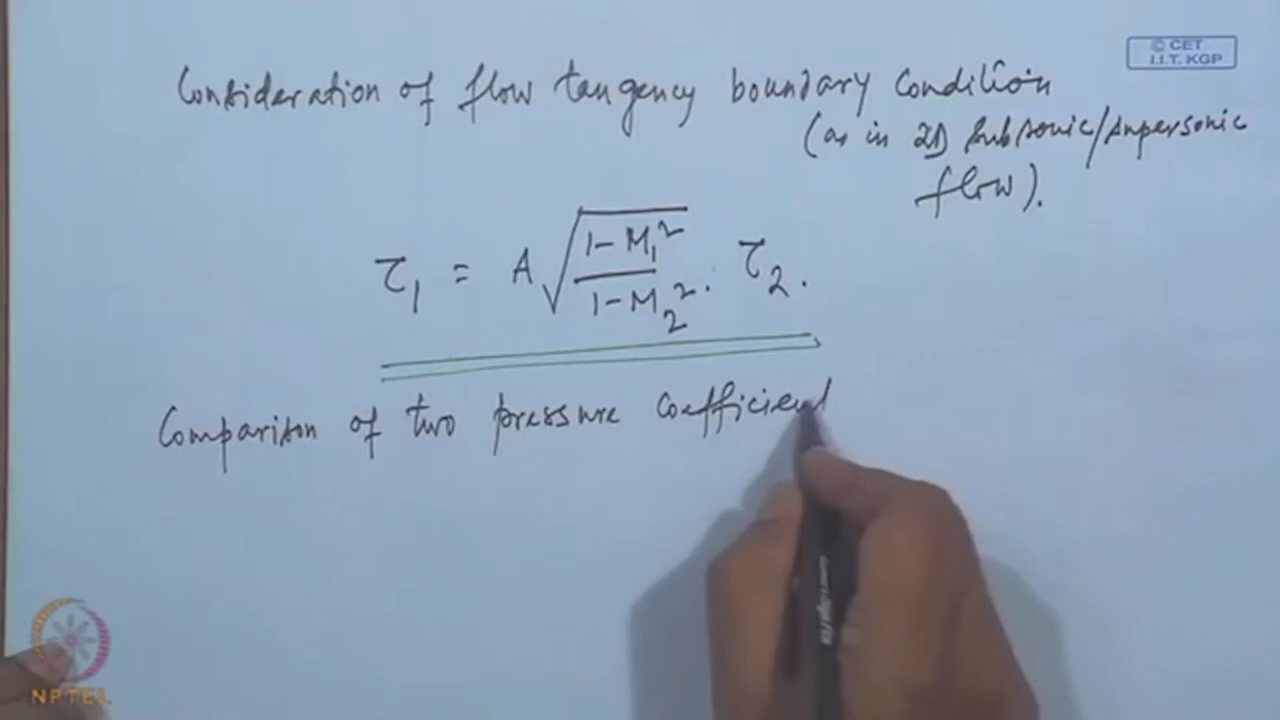 © CET
I.I.T. KGP
Consideration of flow tangency boundary condition
(as in 2D Subsonic/supersonic
flow).
τ₁ = A √((1-M₁²)/(1-M₂²)) . τ₂.
Comparison of two pressure coefficient
NPTEL